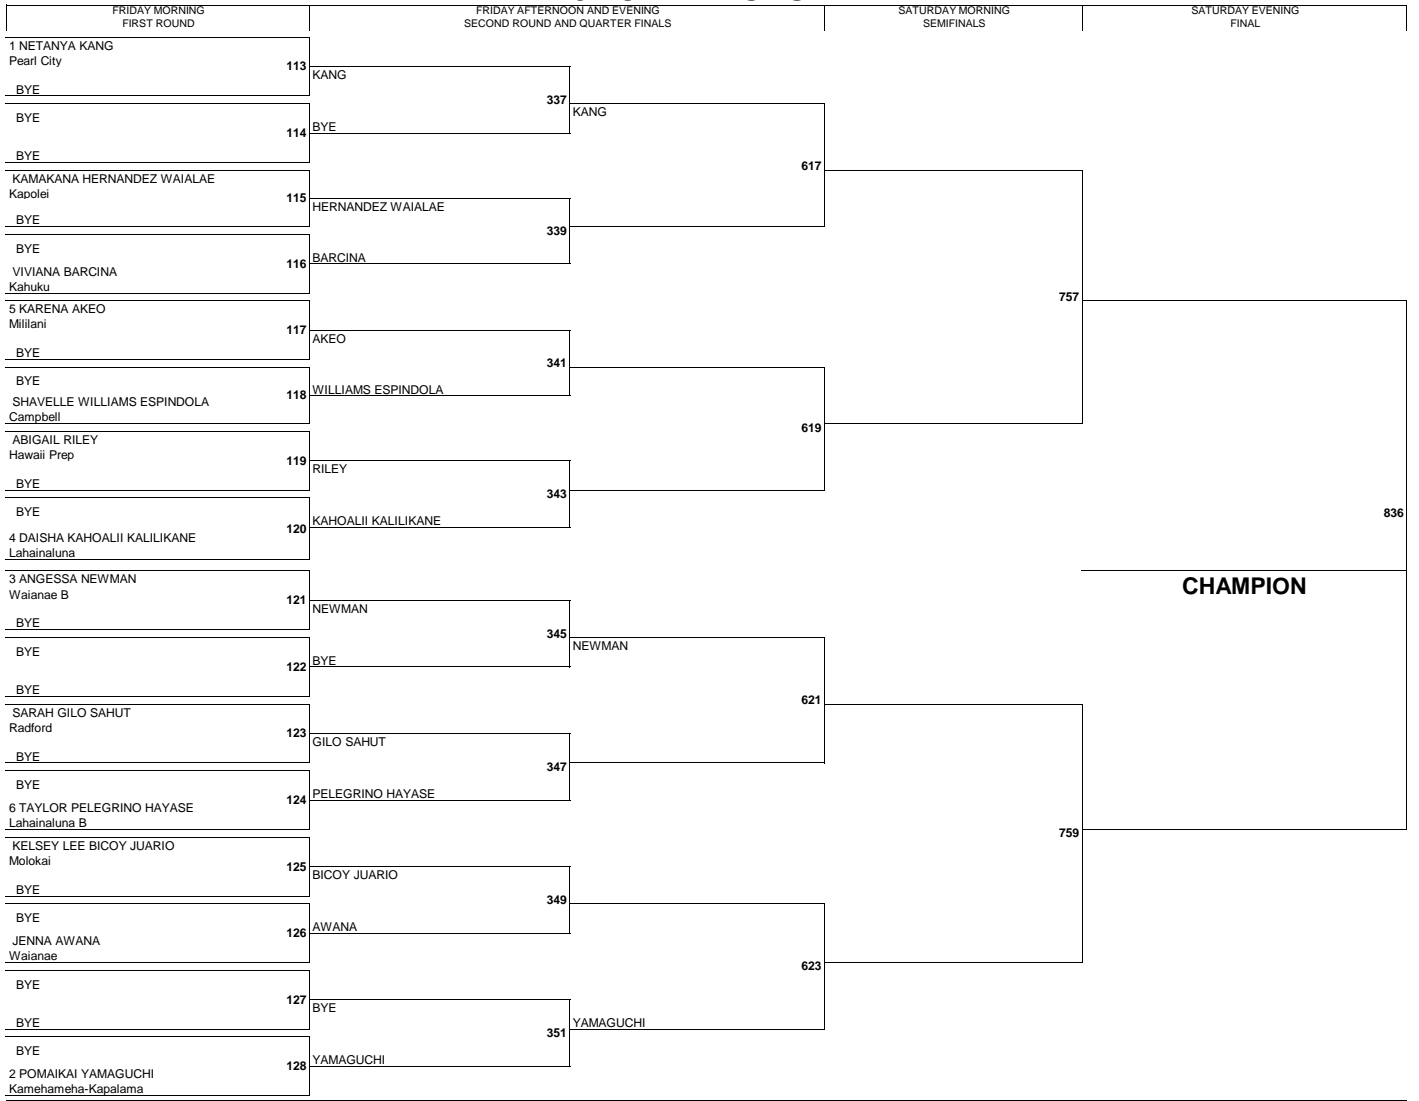 FRIDAY MORNING
FIRST ROUND
FRIDAY AFTERNOON AND EVENING
SECOND ROUND AND QUARTER FINALS
SATURDAY MORNING
SEMIFINALS
SATURDAY EVENING
FINAL
1 NETANYA KANG
Pearl City
113
BYE
BYE
114
BYE
KAMAKANA HERNANDEZ WAIALAE
Kapolei
115
BYE
BYE
116
VIVIANA BARCINA
Kahuku
5 KARENA AKEO
Mililani
117
BYE
BYE
118
SHAVELLE WILLIAMS ESPINDOLA
Campbell
ABIGAIL RILEY
Hawaii Prep
119
BYE
BYE
120
4 DAISHA KAHOALII KALILIKANE
Lahainaluna
3 ANGESSA NEWMAN
Waianae B
121
BYE
BYE
122
BYE
SARAH GILO SAHUT
Radford
123
BYE
BYE
124
6 TAYLOR PELEGRINO HAYASE
Lahainaluna B
KELSEY LEE BICOY JUARIO
Molokai
125
BYE
BYE
126
JENNA AWANA
Waianae
BYE
127
BYE
BYE
128
2 POMAIKAI YAMAGUCHI
Kamehameha-Kapalama
KANG
337
BYE
HERNANDEZ WAIALAE
339
BARCINA
AKEO
341
WILLIAMS ESPINDOLA
RILEY
343
KAHOALII KALILIKANE
NEWMAN
345
BYE
GILO SAHUT
347
PELEGRINO HAYASE
BICOY JUARIO
349
AWANA
BYE
351
YAMAGUCHI
KANG
617
619
NEWMAN
621
623
YAMAGUCHI
757
759
836
CHAMPION